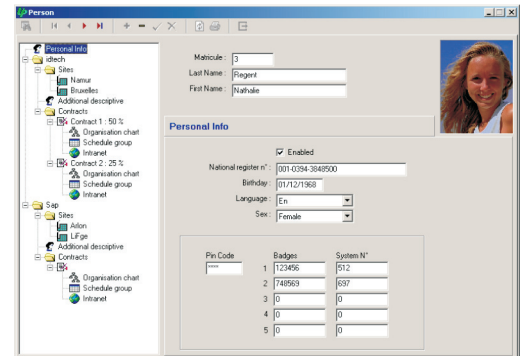 Person
Personal Info
idtech
Sites
Namur
Bruxelles
Additional descriptive
Contracts
Contract 1 : 50 %
Organisation chart
Schedule group
Intranet
Contract 2 : 25 %
Organisation chart
Schedule group
Intranet
Sap
Sites
Arlon
LiFge
Additional descriptive
Contracts
Organisation chart
Schedule group
Intranet
Matricule : 3
Last Name : Regent
First Name : Nathalie
Personal Info
Enabled
National register n° : 001-0394-3848500
Birthday : 01/12/1968
Language : En
Sex : Female
Pin Code Badges System N°
**** 1 123456 512
2 748569 697
3 0 0
4 0 0
5 0 0